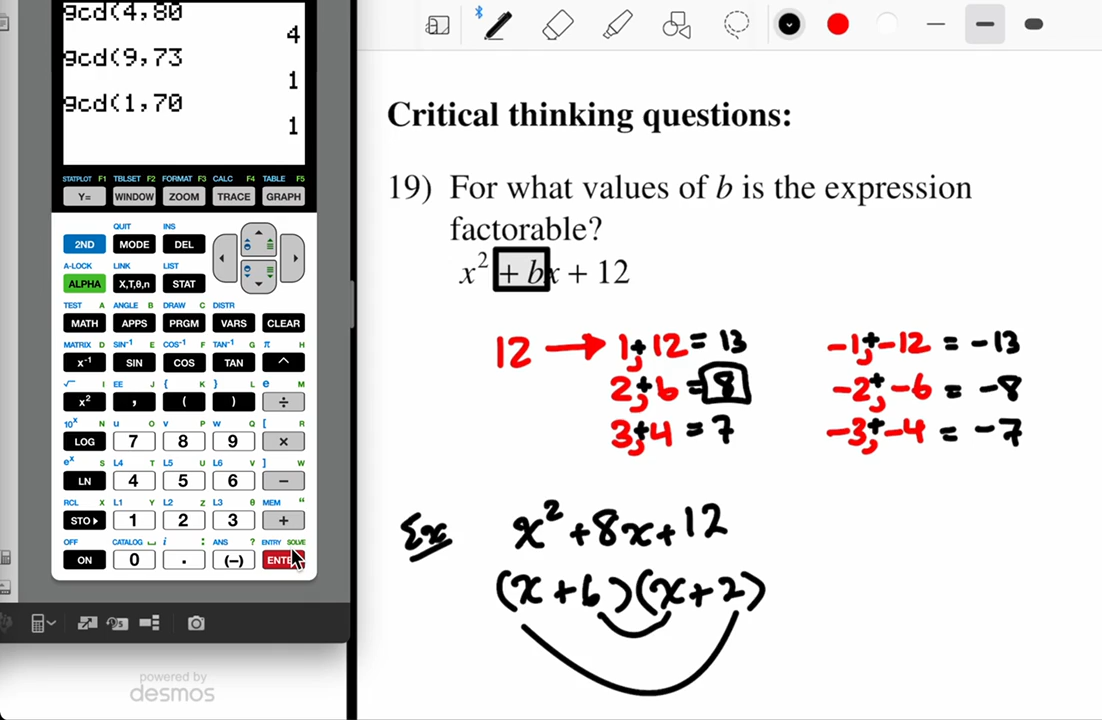 gcd(4,80
4
gcd(9,73
1
gcd(1,70
1
STATPLOT F1 TBLSET F2 FORMAT F3 CALC F4 TABLE F5
Y= WINDOW ZOOM TRACE GRAPH
QUIT INS
2ND MODE DEL
A-LOCK LINK LIST
ALPHA X,T,θ,n STAT
TEST A ANGLE B DRAW C DISTR
MATH APPS PRGM VARS CLEAR
MATRIX D SIN⁻¹ E COS⁻¹ F TAN⁻¹ G π H
x⁻¹ SIN COS TAN ^
√ I EE J { K } L e M
x² , ( ) ÷
10ˣ N u O v P w Q [ R
LOG 7 8 9 ×
eˣ S L4 T L5 U L6 V ] W
LN 4 5 6 −
RCL X L1 Y L2 Z L3 θ MEM "
STO▸ 1 2 3 +
OFF CATALOG ␣ i : ANS ? ENTRY SOLVE
ON 0 . (−) ENTE
powered by
desmos
Critical thinking questions:
19) For what values of b is the expression
factorable?
x² + bx + 12
12 → 1 ; + 12 = 13 -1 ; + -12 = -13
2 ; + 6 = 8 -2 ; + -6 = -8
3 ; + 4 = 7 -3 ; + -4 = -7
Ex x² + 8x + 12
(x + 6)(x + 2)